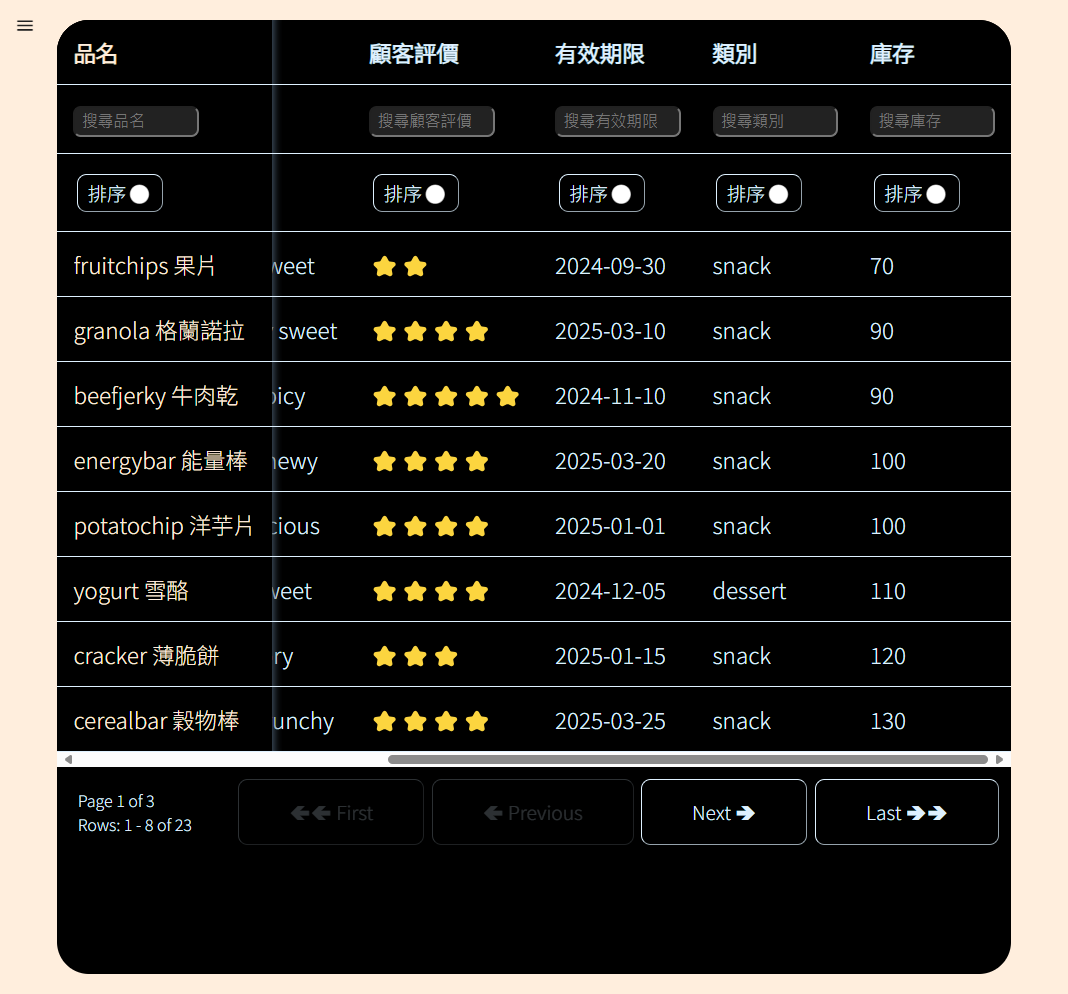 品名 顧客評價 有效期限 類別 庫存
搜尋品名 搜尋顧客評價 搜尋有效期限 搜尋類別 搜尋庫存
排序 排序 排序 排序 排序
fruitchips 果片 weet 2024-09-30 snack 70
granola 格蘭諾拉 sweet 2025-03-10 snack 90
beefjerky 牛肉乾 icy 2024-11-10 snack 90
energybar 能量棒 ewy 2025-03-20 snack 100
potatochip 洋芋片 cious 2025-01-01 snack 100
yogurt 雪酪 weet 2024-12-05 dessert 110
cracker 薄脆餅 ry 2025-01-15 snack 120
cerealbar 穀物棒 unchy 2025-03-25 snack 130
Page 1 of 3
Rows: 1 - 8 of 23
First Previous Next Last